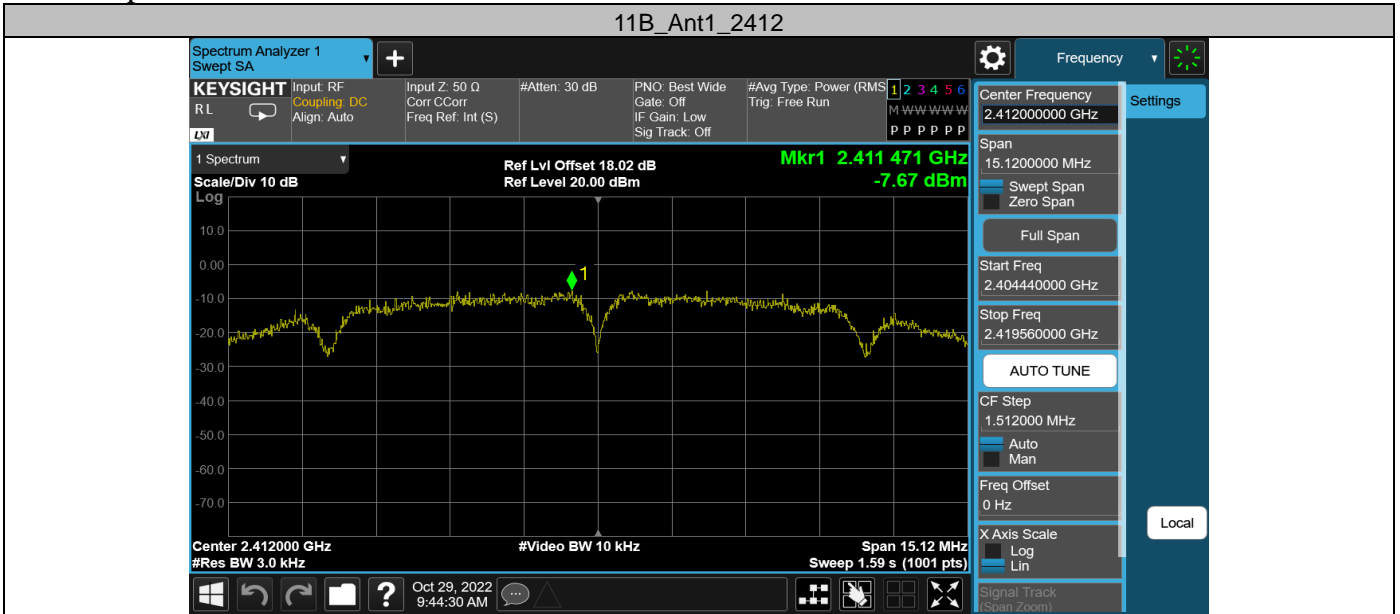 11B_Ant1_2412
Spectrum Analyzer 1
Swept SA
+
Frequency
KEYSIGHT
RL
LXI
Input: RF
Coupling: DC
Align: Auto
Input Z: 50 Ω
Corr CCorr
Freq Ref: Int (S)
#Atten: 30 dB
PNO: Best Wide
Gate: Off
IF Gain: Low
Sig Track: Off
#Avg Type: Power (RMS
Trig: Free Run
1 2 3 4 5 6
M W W W W W
P P P P P P
1 Spectrum
Scale/Div 10 dB
Log
Ref Lvl Offset 18.02 dB
Ref Level 20.00 dBm
Mkr1 2.411 471 GHz
-7.67 dBm
10.0
0.00
-10.0
-20.0
-30.0
-40.0
-50.0
-60.0
-70.0
1
Center 2.412000 GHz
#Res BW 3.0 kHz
#Video BW 10 kHz
Span 15.12 MHz
Sweep 1.59 s (1001 pts)
Center Frequency
2.412000000 GHz
Span
15.1200000 MHz
Swept Span
Zero Span
Full Span
Start Freq
2.404440000 GHz
Stop Freq
2.419560000 GHz
AUTO TUNE
CF Step
1.512000 MHz
Auto
Man
Freq Offset
0 Hz
X Axis Scale
Log
Lin
Signal Track
(Span Zoom)
Settings
Local
?
Oct 29, 2022
9:44:30 AM